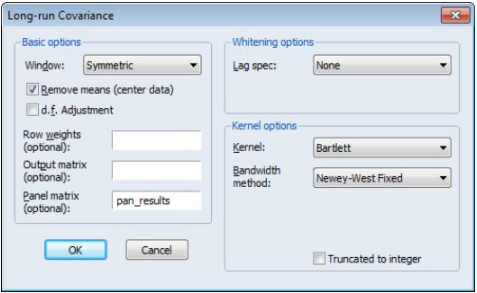 Long-run Covariance
Basic options
Window: Symmetric
Remove means (center data)
d.f. Adjustment
Row weights
(optional):
Output matrix
(optional):
Panel matrix
(optional):
pan_results
OK Cancel
Whitening options
Lag spec: None
Kernel options
Kernel: Bartlett
Bandwidth
method:
Newey-West Fixed
Truncated to integer